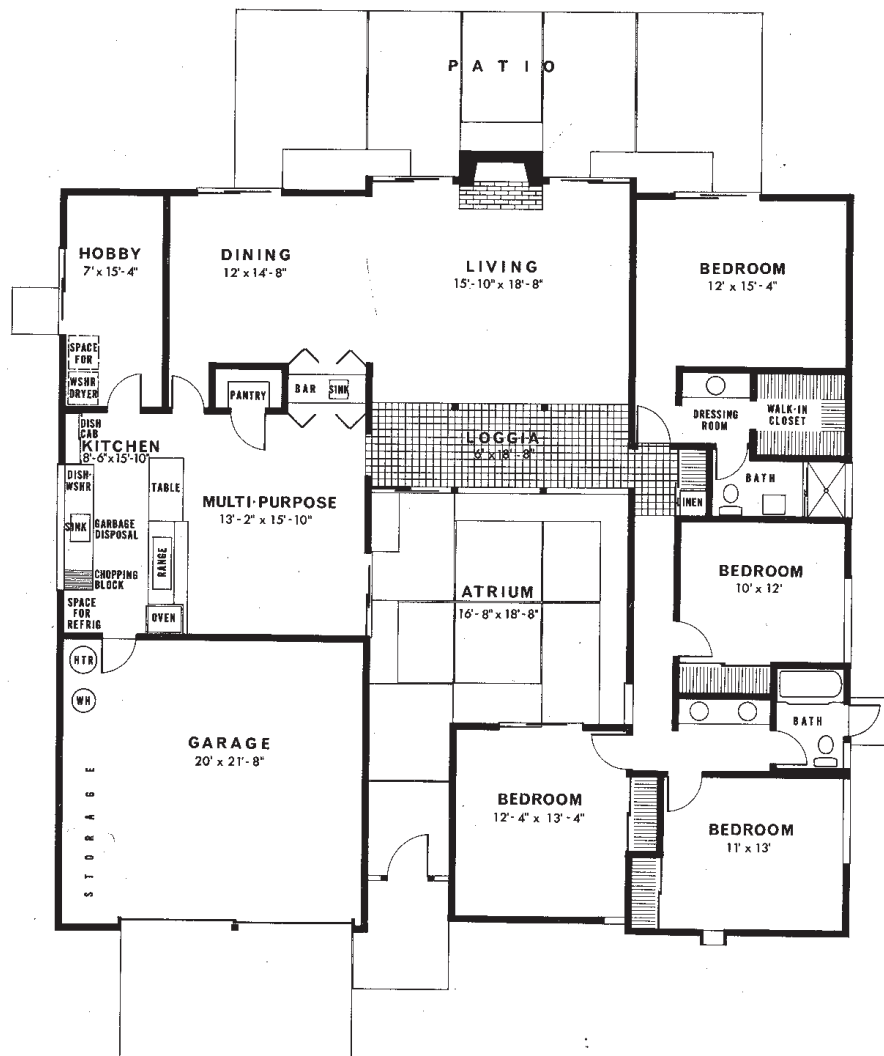 PATIO
HOBBY
7' x 15'-4"
DINING
12' x 14'-8"
LIVING
15'-10" x 18'-8"
BEDROOM
12' x 15'-4"
SPACE
FOR
WSHR
DRYER
PANTRY
BAR
SINK
DRESSING
ROOM
WALK-IN
CLOSET
DISH
CAB
KITCHEN
8'-6" x 15'-10"
LOGGIA
6' x 18'-8"
DISH-
WSHR
TABLE
MULTI-PURPOSE
13'-2" x 15'-10"
BATH
LINEN
SINK
GARBAGE
DISPOSAL
RANGE
CHOPPING
BLOCK
ATRIUM
16'-8" x 18'-8"
BEDROOM
10' x 12'
SPACE
FOR
REFRIG
OVEN
HTR
WH
GARAGE
20' x 21'-8"
BATH
STORAGE
BEDROOM
12'-4" x 13'-4"
BEDROOM
11' x 13'